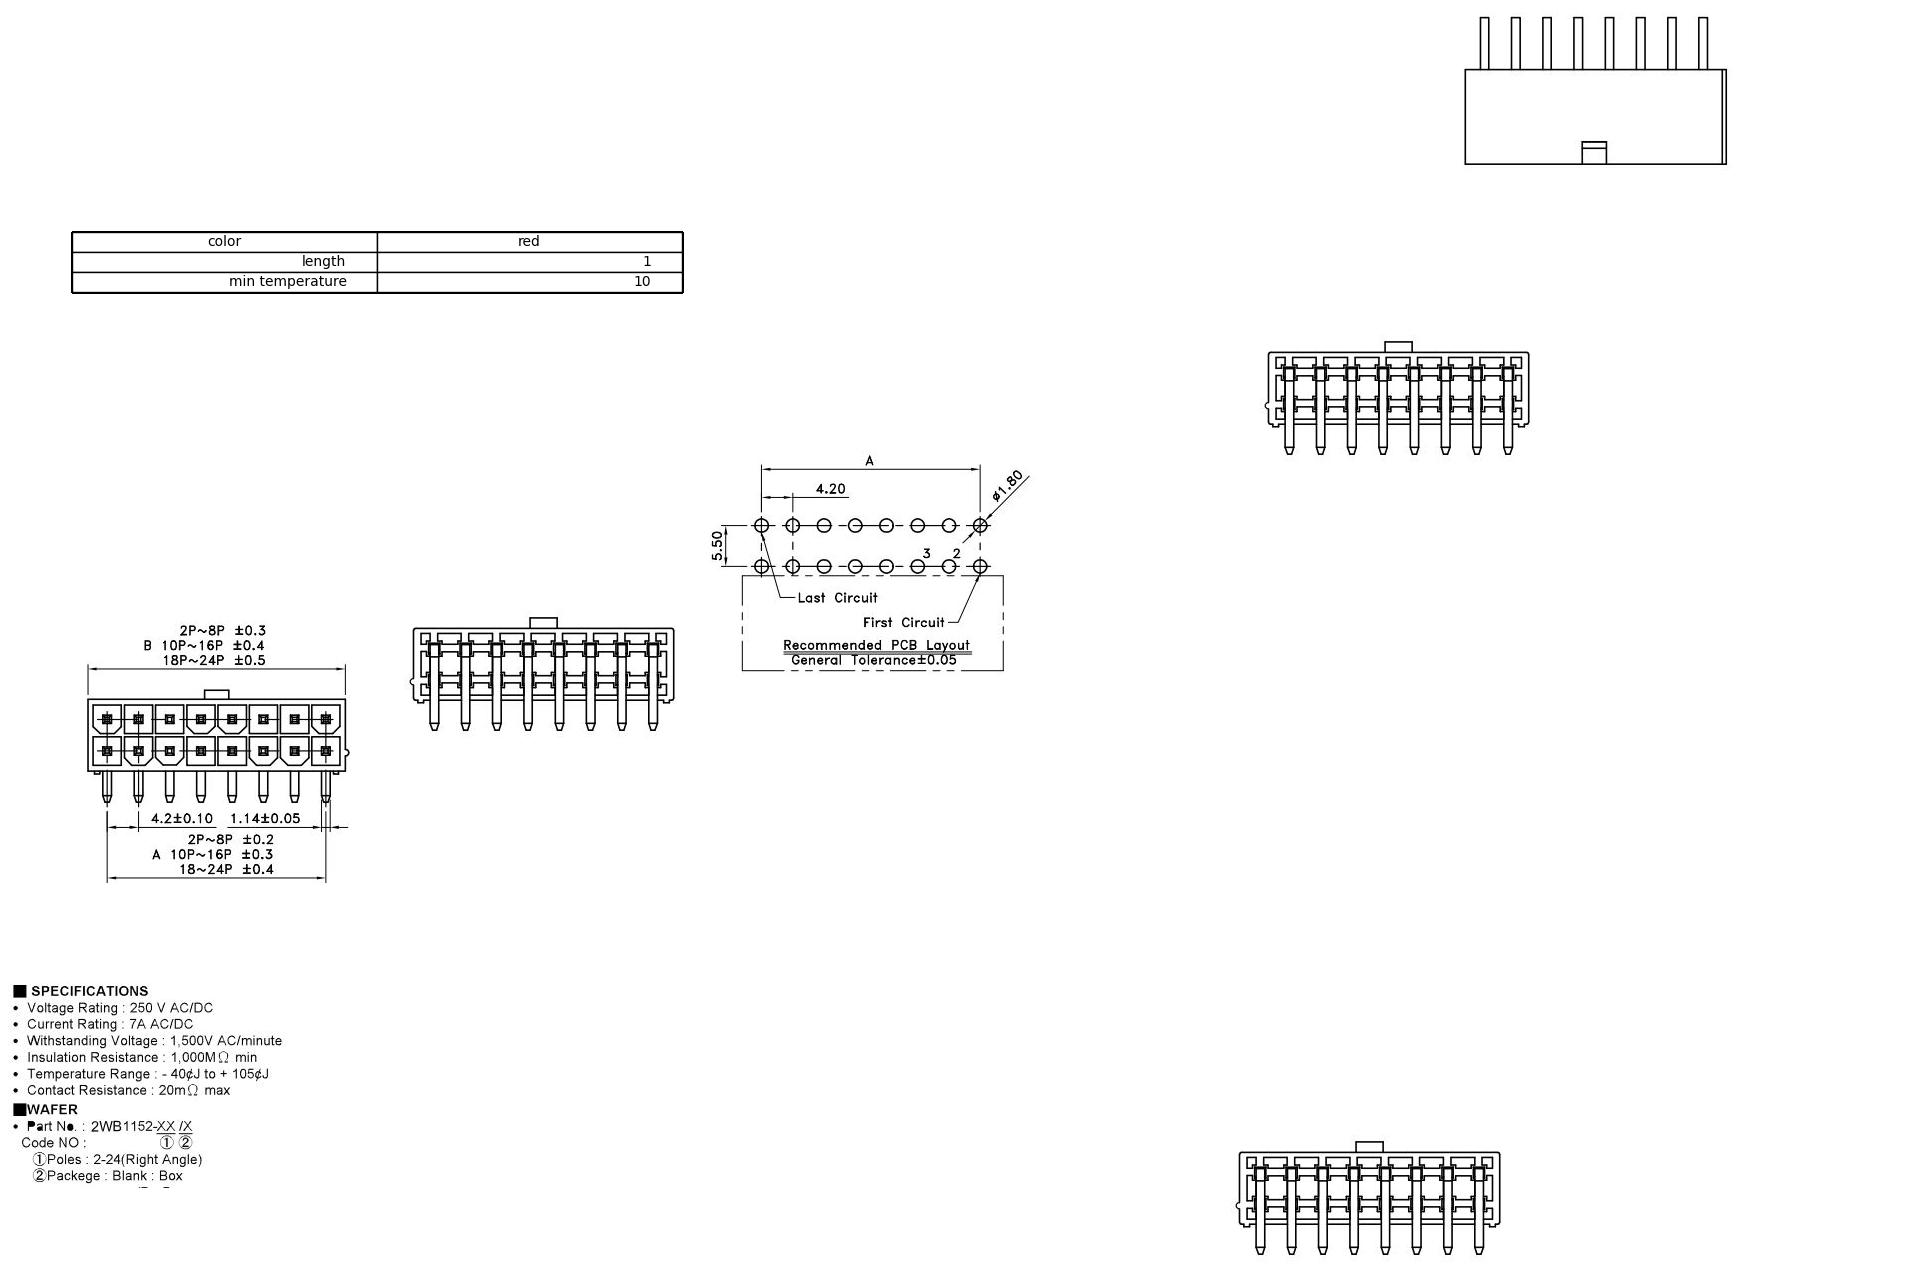 color red
length 1
min temperature 10
A
4.20
ø1.80
5.50
3 2
Last Circuit
First Circuit
Recommended PCB Layout
General Tolerance±0.05
2P~8P ±0.3
B 10P~16P ±0.4
18P~24P ±0.5
4.2±0.10 1.14±0.05
2P~8P ±0.2
A 10P~16P ±0.3
18~24P ±0.4
■ SPECIFICATIONS
• Voltage Rating : 250 V AC/DC
• Current Rating : 7A AC/DC
• Withstanding Voltage : 1,500V AC/minute
• Insulation Resistance : 1,000MΩ min
• Temperature Range : - 40¢J to + 105¢J
• Contact Resistance : 20mΩ max
■WAFER
• Part No. : 2WB1152-XX /X
Code NO : ① ②
①Poles : 2-24(Right Angle)
②Packege : Blank : Box